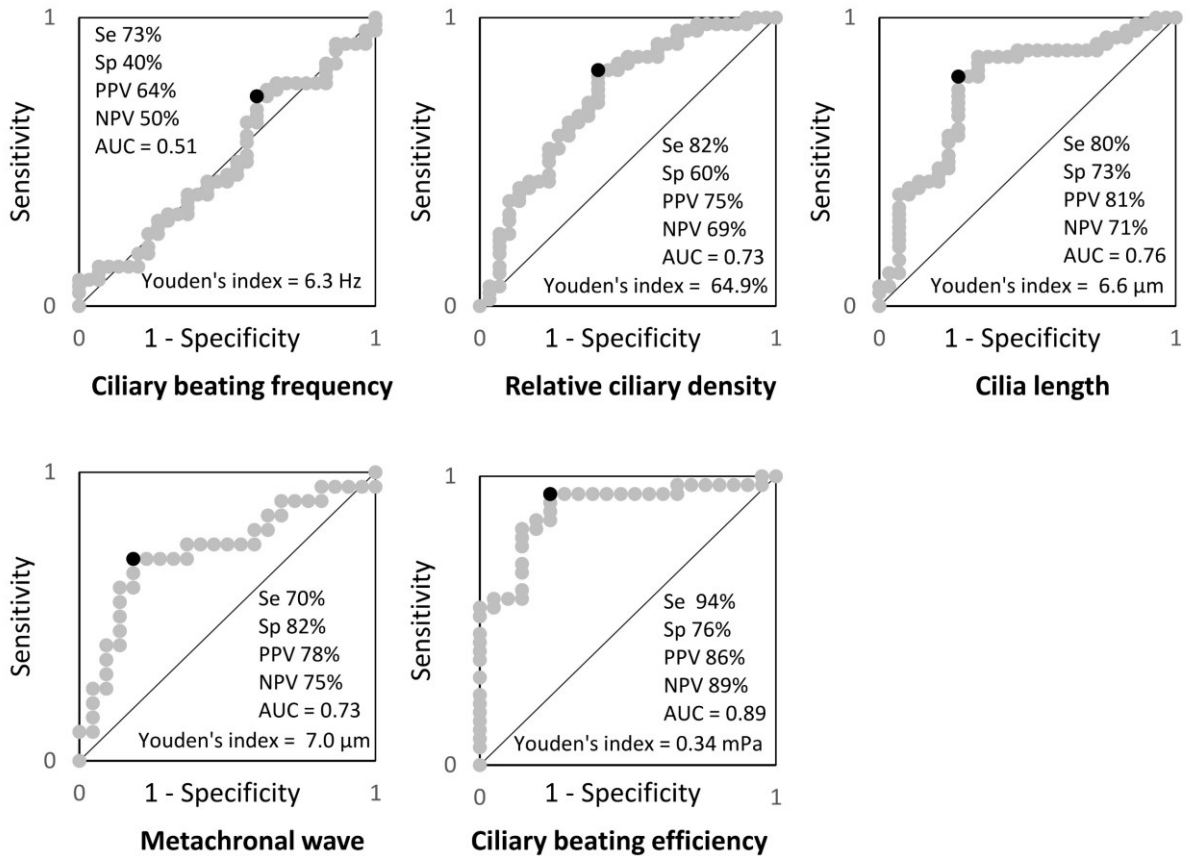 1
Se 73%
Sp 40%
PPV 64%
NPV 50%
AUC = 0.51
Youden's index = 6.3 Hz
Sensitivity
0
0
1 - Specificity
1
Ciliary beating frequency
1
Se 82%
Sp 60%
PPV 75%
NPV 69%
AUC = 0.73
Youden's index = 64.9%
Sensitivity
0
0
1 - Specificity
1
Relative ciliary density
1
Se 80%
Sp 73%
PPV 81%
NPV 71%
AUC = 0.76
Youden's index = 6.6 µm
Sensitivity
0
0
1 - Specificity
1
Cilia length
1
Se 70%
Sp 82%
PPV 78%
NPV 75%
AUC = 0.73
Youden's index = 7.0 µm
Sensitivity
0
0
1 - Specificity
1
Metachronal wave
1
Se 94%
Sp 76%
PPV 86%
NPV 89%
AUC = 0.89
Youden's index = 0.34 mPa
Sensitivity
0
0
1 - Specificity
1
Ciliary beating efficiency